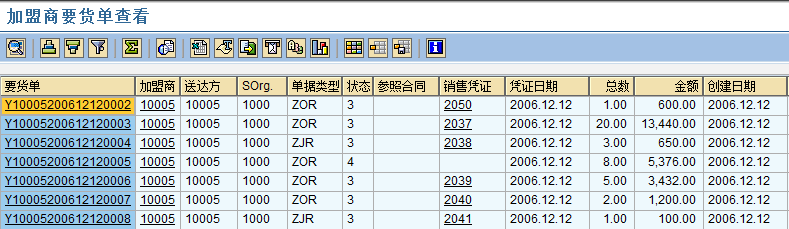 加盟商要货单查看
要货单 加盟商 送达方 SOrg. 单据类型 状态 参照合同 销售凭证 凭证日期 总数 金额 创建日期
Y10005200612120002 10005 10005 1000 ZOR 3 2050 2006.12.12 1.00 600.00 2006.12.12
Y10005200612120003 10005 10005 1000 ZOR 3 2037 2006.12.12 20.00 13,440.00 2006.12.12
Y10005200612120004 10005 10005 1000 ZJR 3 2038 2006.12.12 3.00 650.00 2006.12.12
Y10005200612120005 10005 10005 1000 ZOR 4 2006.12.12 8.00 5,376.00 2006.12.12
Y10005200612120006 10005 10005 1000 ZOR 3 2039 2006.12.12 5.00 3,432.00 2006.12.12
Y10005200612120007 10005 10005 1000 ZOR 3 2040 2006.12.12 2.00 1,200.00 2006.12.12
Y10005200612120008 10005 10005 1000 ZJR 3 2041 2006.12.12 1.00 100.00 2006.12.12